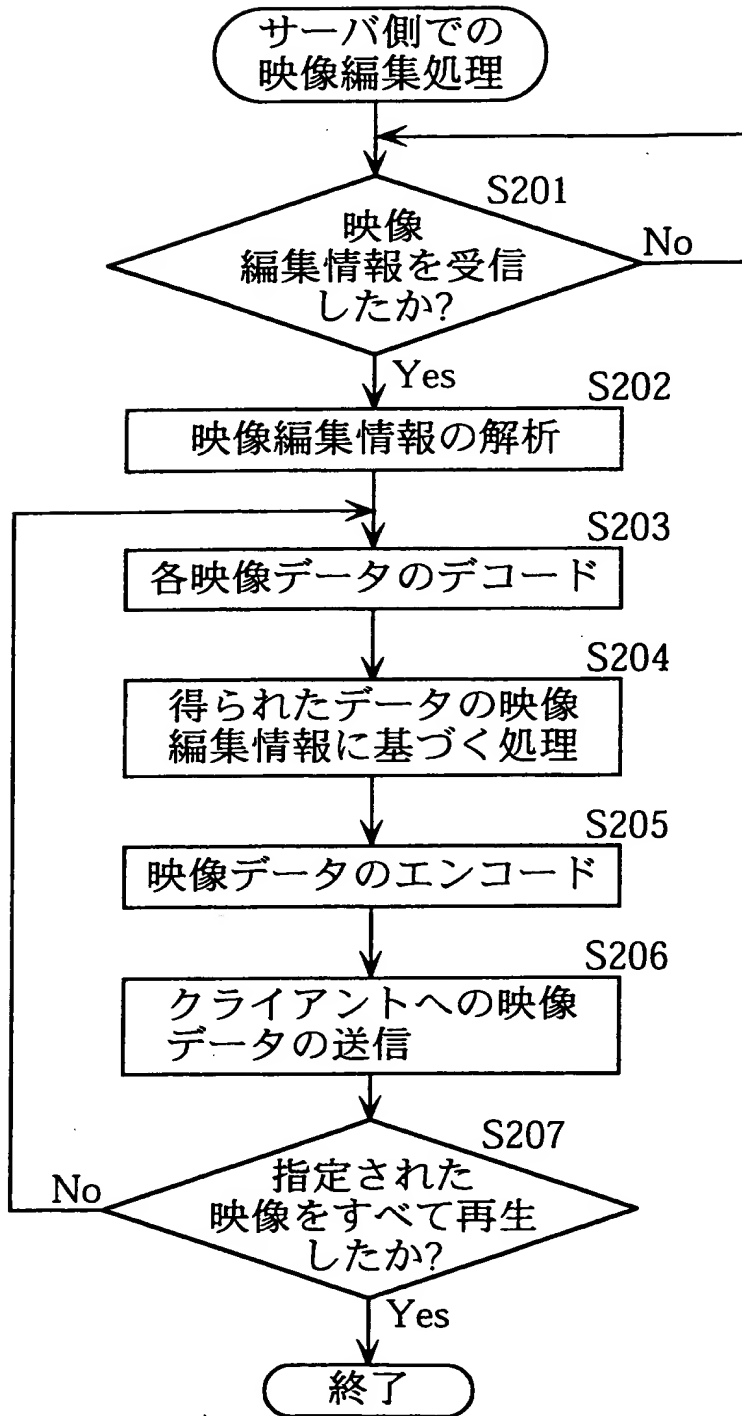 サーバ側での
映像編集処理
S201
映像
編集情報を受信
したか?
No
Yes
S202
映像編集情報の解析
S203
各映像データのデコード
S204
得られたデータの映像
編集情報に基づく処理
S205
映像データのエンコード
S206
クライアントへの映像
データの送信
S207
指定された
映像をすべて再生
したか?
No
Yes
終了